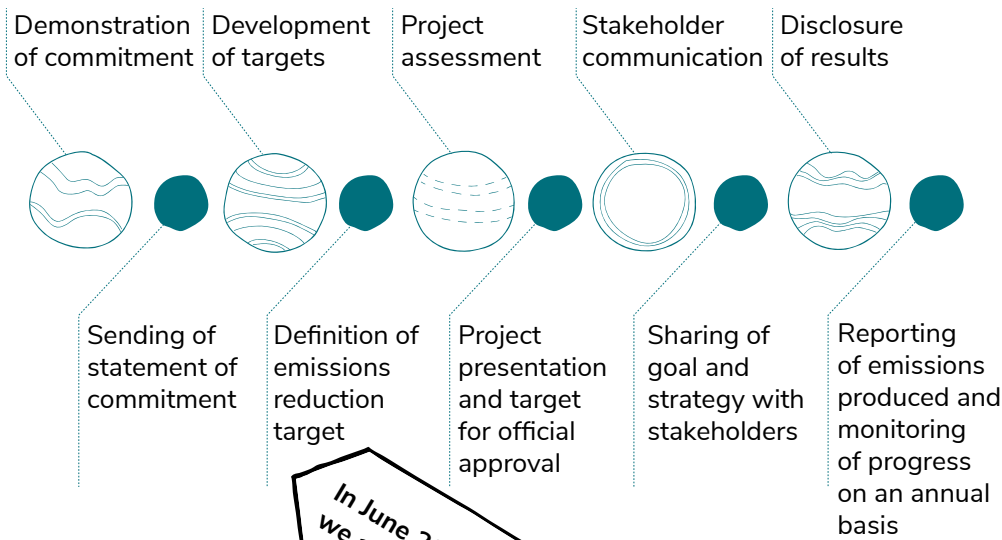 Demonstration
of commitment
Development
of targets
Project
assessment
Stakeholder
communication
Disclosure
of results
Sending of
statement of
commitment
Definition of
emissions
reduction
target
Project
presentation
and target
for official
approval
Sharing of
goal and
strategy with
stakeholders
Reporting
of emissions
produced and
monitoring
of progress
on an annual
basis
In June
we